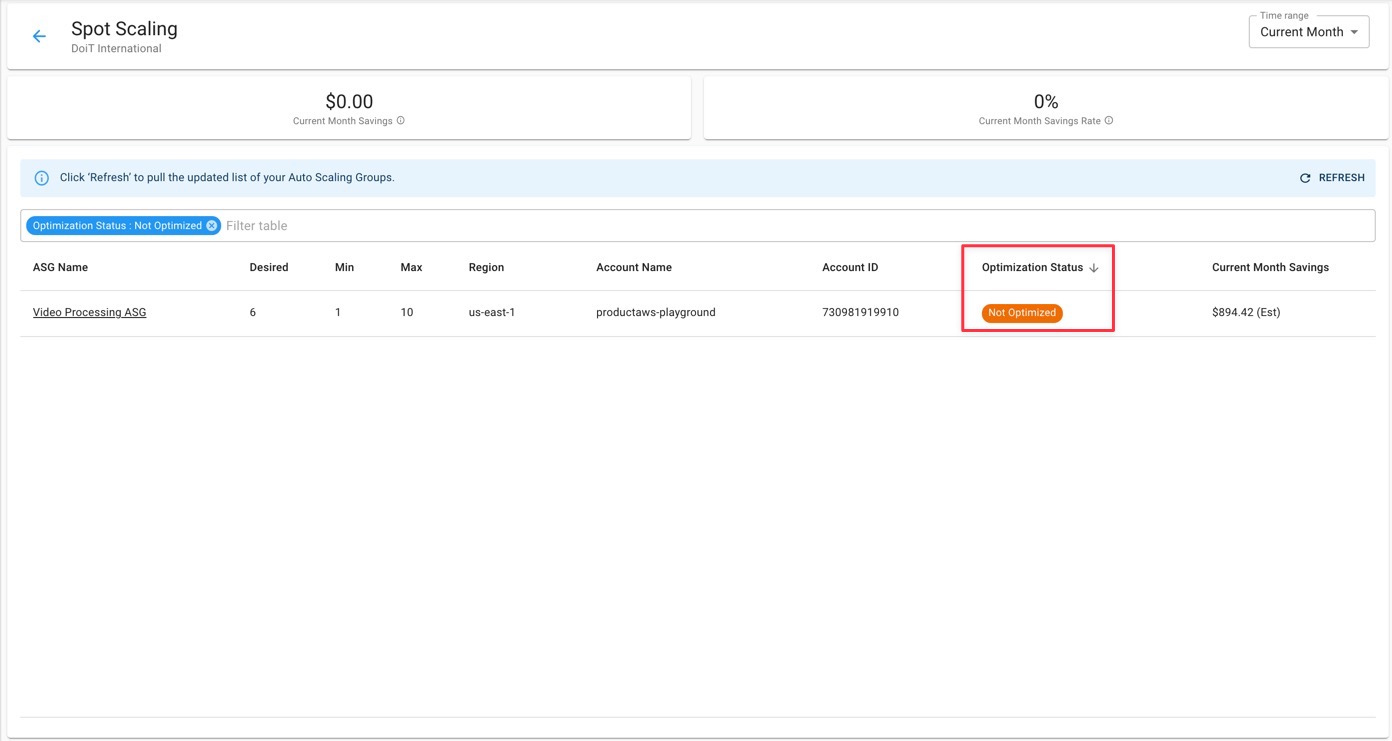 Spot Scaling
DoiT International
Time range
Current Month
$0.00
Current Month Savings
0%
Current Month Savings Rate
Click ‘Refresh’ to pull the updated list of your Auto Scaling Groups.
REFRESH
Optimization Status : Not Optimized Filter table
ASG Name Desired Min Max Region Account Name Account ID Optimization Status Current Month Savings
Video Processing ASG 6 1 10 us-east-1 productaws-playground 730981919910 Not Optimized $894.42 (Est)